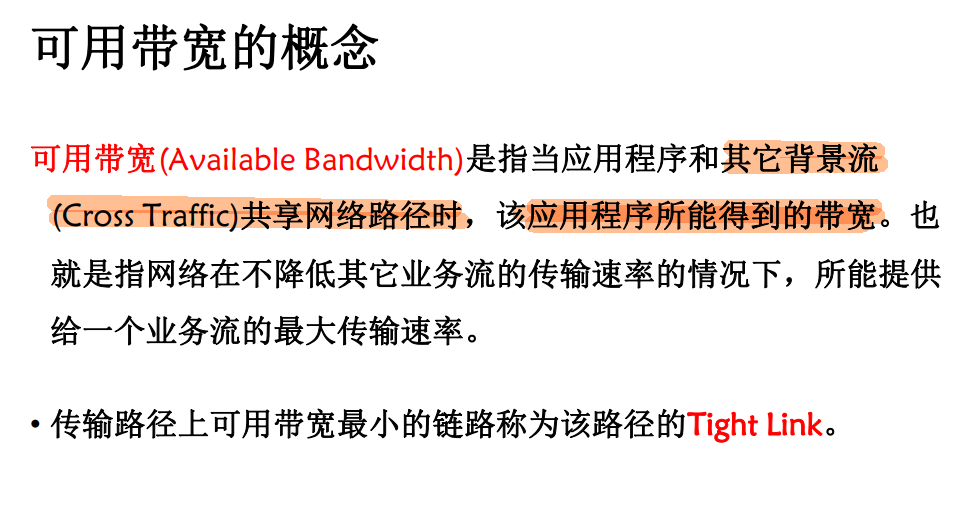 可用带宽的概念
可用带宽(Available Bandwidth)是指当应用程序和其它背景流
(Cross Traffic)共享网络路径时，该应用程序所能得到的带宽。也
就是指网络在不降低其它业务流的传输速率的情况下，所能提供
给一个业务流的最大传输速率。
• 传输路径上可用带宽最小的链路称为该路径的Tight Link。